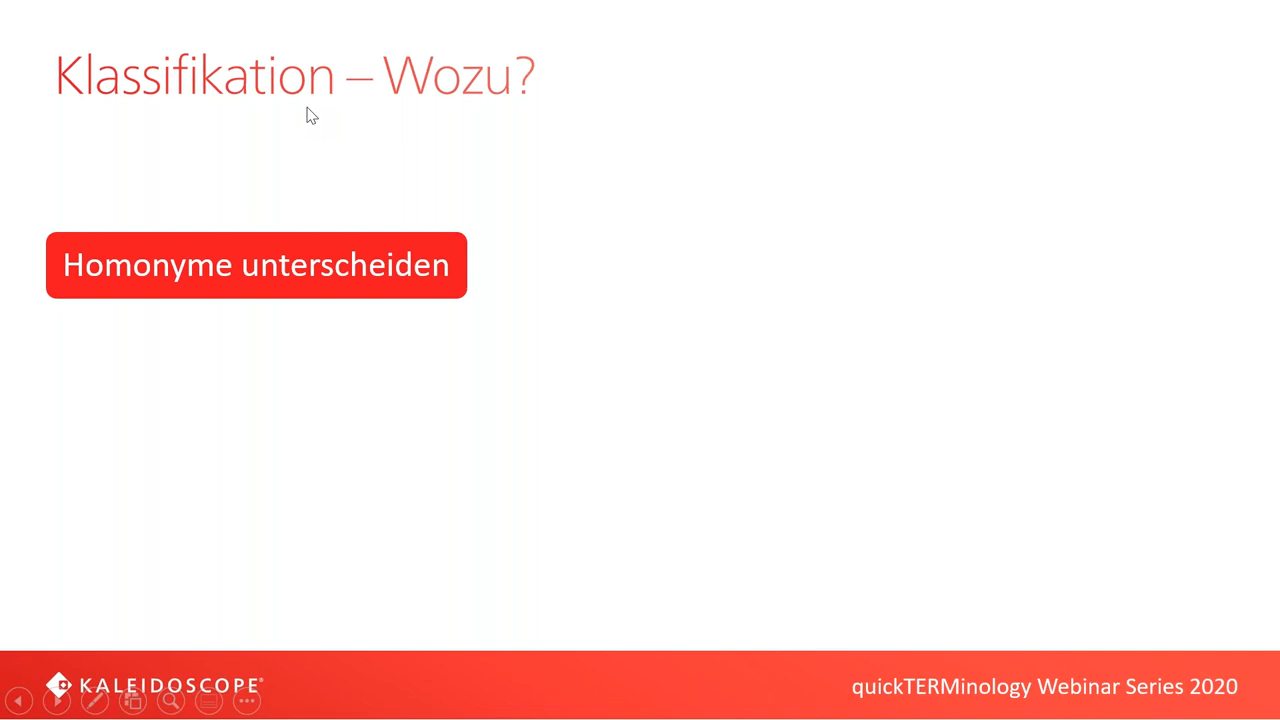 Klassifikation – Wozu?
Homonyme unterscheiden
KALEIDOSCOPE®
quickTERMinology Webinar Series 2020